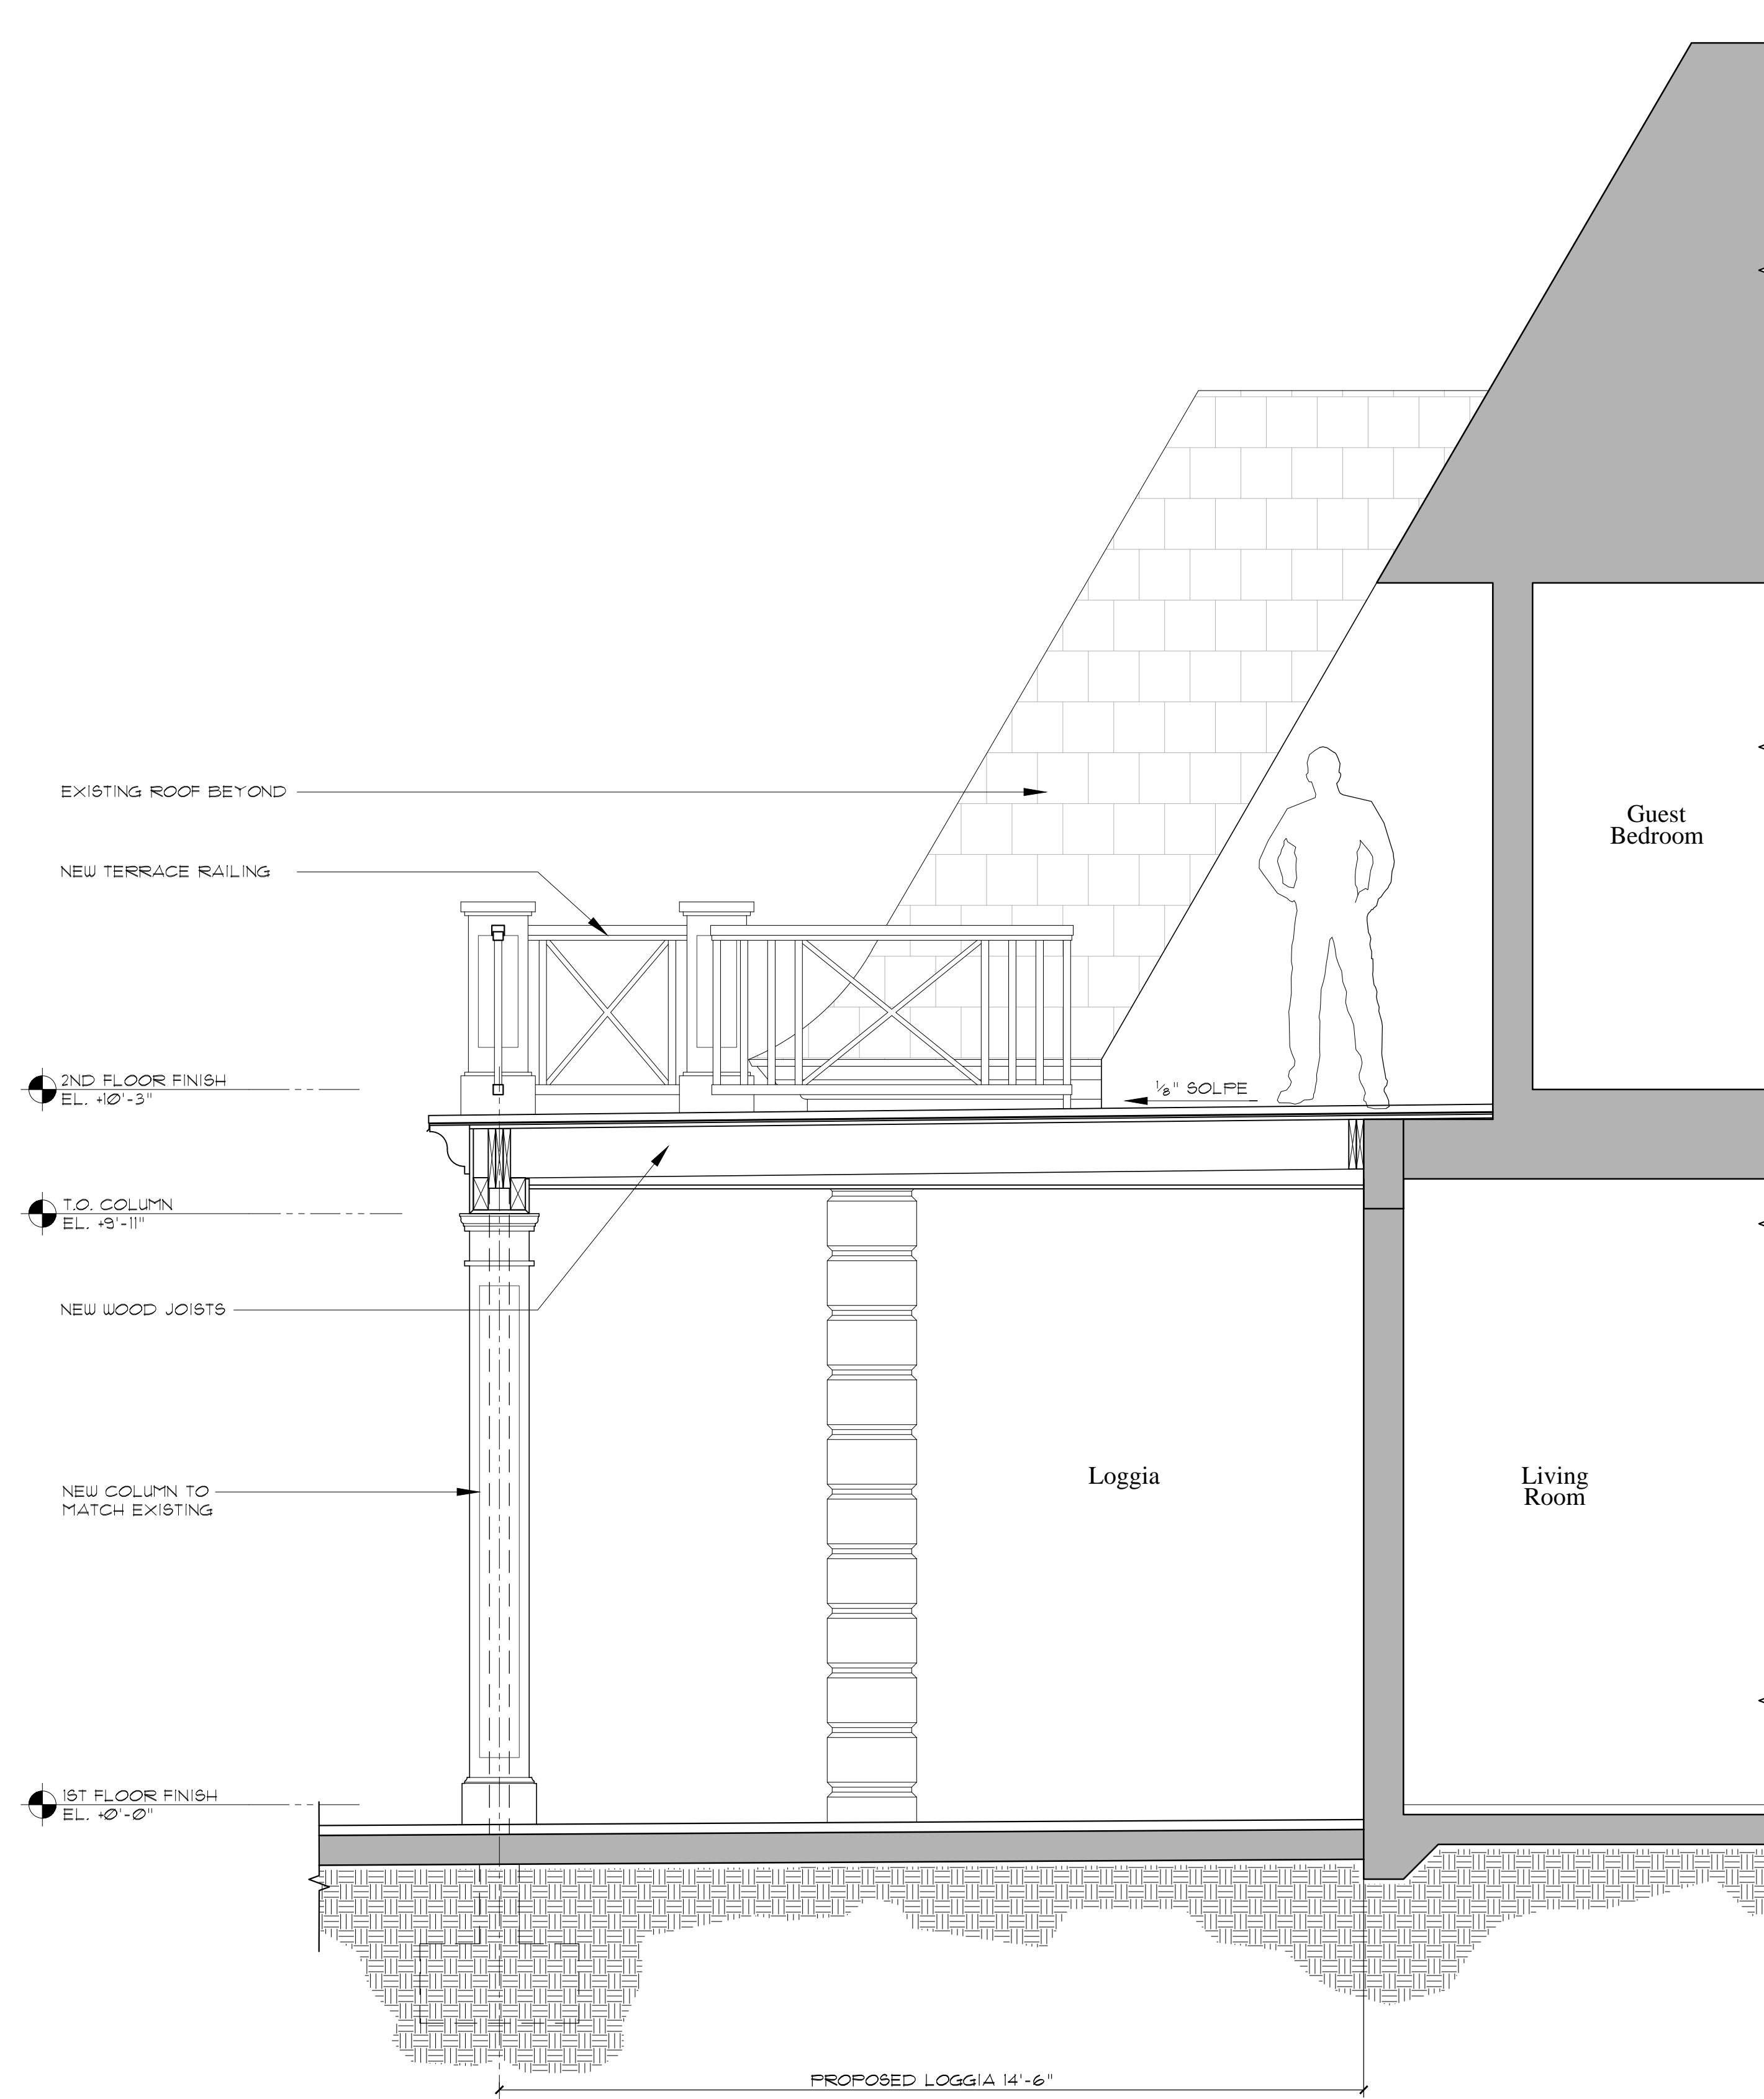 EXISTING ROOF BEYOND
Guest
Bedroom
NEW TERRACE RAILING
2ND FLOOR FINISH
EL. +10'-3"
1/8" SOLPE
T.O. COLUMN
EL. +9'-11"
NEW WOOD JOISTS
Loggia
Living
Room
NEW COLUMN TO
MATCH EXISTING
1ST FLOOR FINISH
EL. +0'-0"
PROPOSED LOGGIA 14'-6"